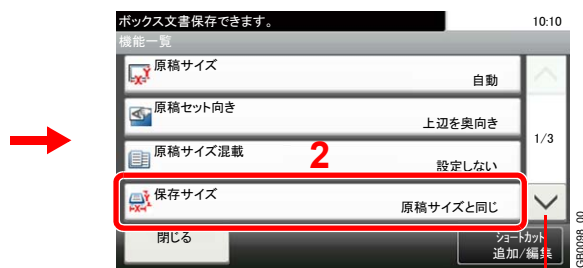 ボックス文書保存できます。 10:10
機能一覧
原稿サイズ
自動
原稿セット向き
上辺を奥向き
1/3
原稿サイズ混載
2
設定しない
保存サイズ
原稿サイズと同じ
閉じる
ショートカット
追加/編集
GB0088_00